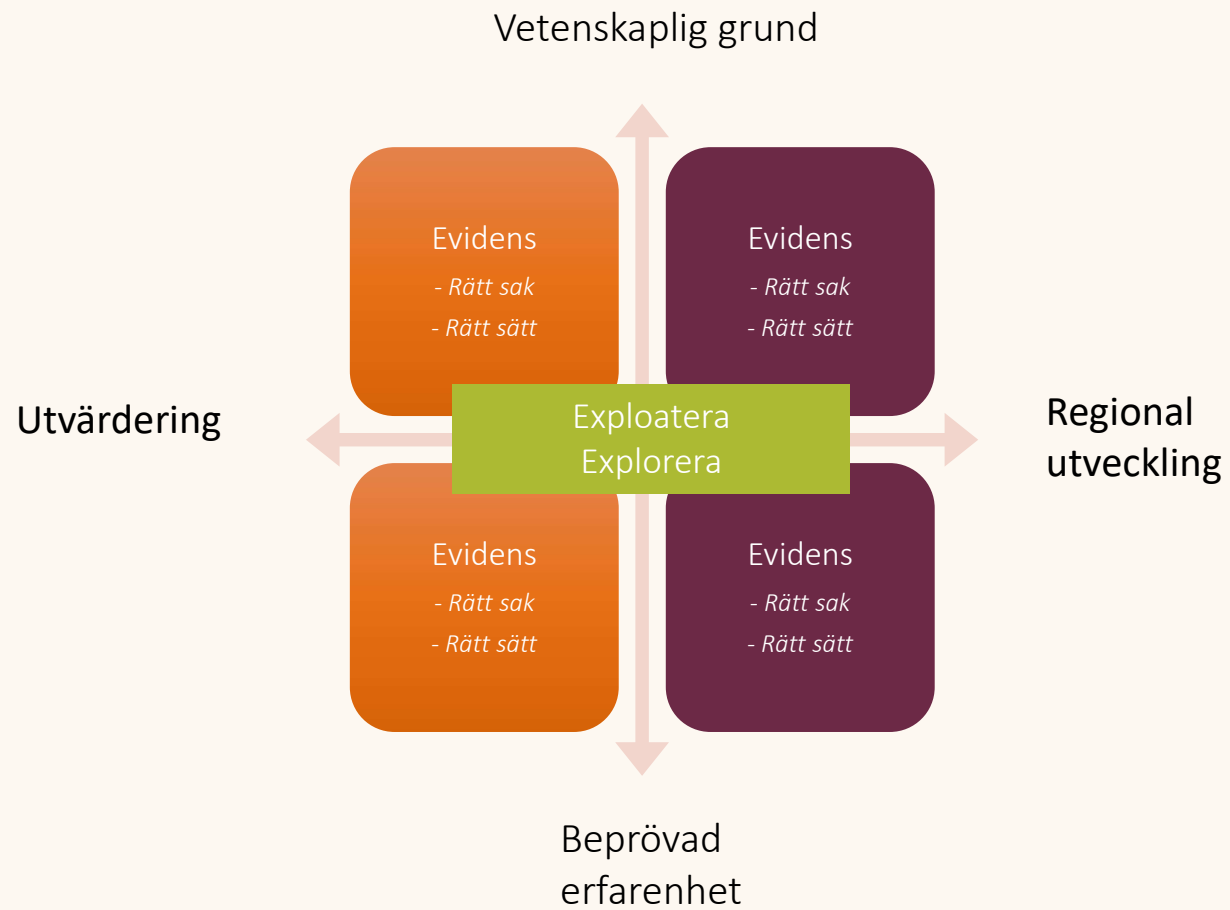 Vetenskaplig grund
Evidens
- Rätt sak
- Rätt sätt
Evidens
- Rätt sak
- Rätt sätt
Utvärdering
Exploatera
Explorera
Regional
utveckling
Evidens
- Rätt sak
- Rätt sätt
Evidens
- Rätt sak
- Rätt sätt
Beprövad
erfarenhet